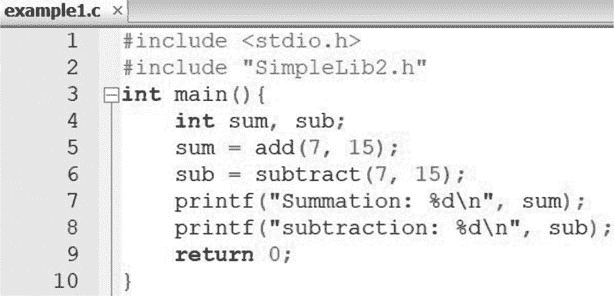 example1.c ×
1 #include <stdio.h>
2 #include "SimpleLib2.h"
3 int main(){
4 int sum, sub;
5 sum = add(7, 15);
6 sub = subtract(7, 15);
7 printf("Summation: %d\n", sum);
8 printf("subtraction: %d\n", sub);
9 return 0;
10 }